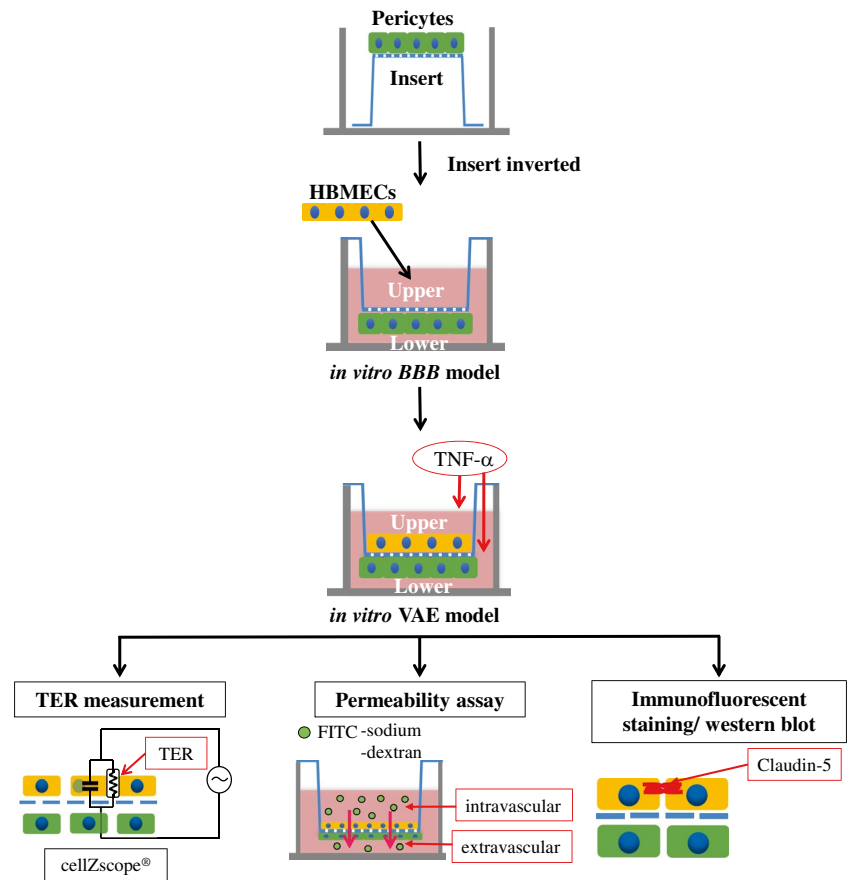 Pericytes
Insert
Insert inverted
HBMECs
Upper
Lower
in vitro BBB model
TNF-α
Upper
Lower
in vitro VAE model
TER measurement
TER
cellZscope®
Permeability assay
FITC -sodium
-dextran
intravascular
extravascular
Immunofluorescent
staining/ western blot
Claudin-5